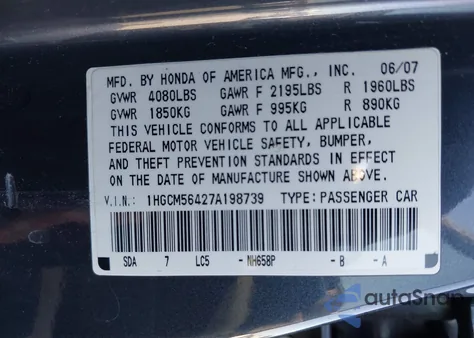 MFD. BY HONDA OF AMERICA MFG., INC. 06/07
GVWR 4080LBS GAWR F 2195LBS R 1960LBS
GVWR 1850KG GAWR F 995KG R 890KG
THIS VEHICLE CONFORMS TO ALL APPLICABLE
FEDERAL MOTOR VEHICLE SAFETY, BUMPER,
AND THEFT PREVENTION STANDARDS IN EFFECT
ON THE DATE OF MANUFACTURE SHOWN ABOVE.
V.I.N.: 1HGCM56427A198739 TYPE: PASSENGER CAR
SDA 7 LC5 - NH658P - B - A
autaSnap